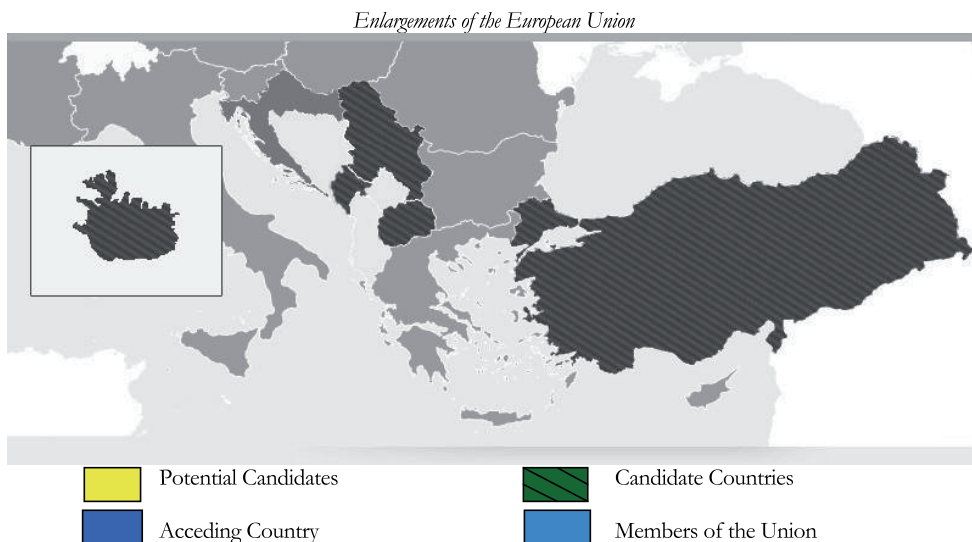 Enlargements of the European Union
Potential Candidates
Candidate Countries
Acceding Country
Members of the Union